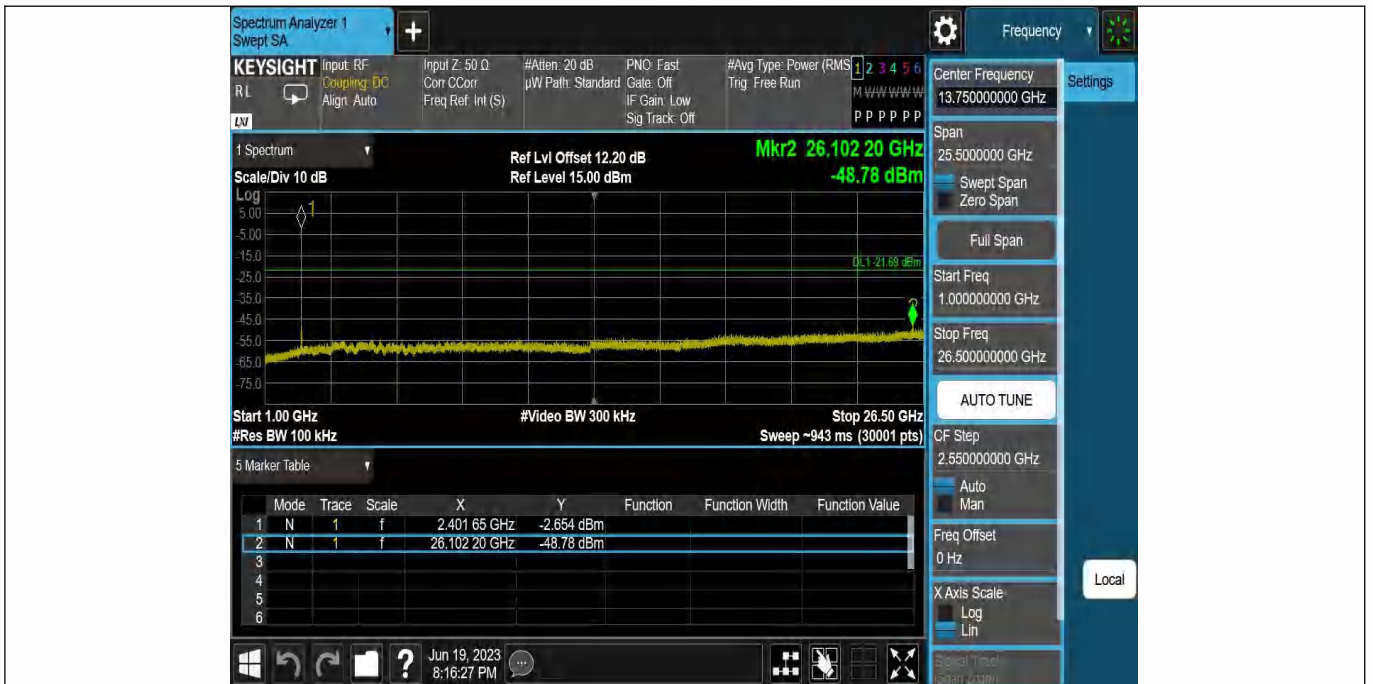 Spectrum Analyzer 1
Swept SA
Frequency
KEYSIGHT
RL
LXI
Input: RF
Coupling: DC
Align: Auto
Input Z: 50 Ω
Corr CCorr
Freq Ref: Int (S)
#Atten: 20 dB
µW Path: Standard
PNO: Fast
Gate: Off
IF Gain: Low
Sig Track: Off
#Avg Type: Power (RMS
Trig: Free Run
1 2 3 4 5 6
M W W W W W
P P P P P P
1 Spectrum
Scale/Div 10 dB
Ref Lvl Offset 12.20 dB
Ref Level 15.00 dBm
Mkr2 26.102 20 GHz
-48.78 dBm
Log
5.00
-5.00
-15.0
-25.0
-35.0
-45.0
-55.0
-65.0
-75.0
1
DL1 -21.69 dBm
Start 1.00 GHz
#Video BW 300 kHz
Stop 26.50 GHz
#Res BW 100 kHz
Sweep ~943 ms (30001 pts)
5 Marker Table
Mode Trace Scale X Y Function Function Width Function Value
1 N 1 f 2.401 65 GHz -2.654 dBm
2 N 1 f 26.102 20 GHz -48.78 dBm
3
4
5
6
Jun 19, 2023
8:16:27 PM
Center Frequency
13.750000000 GHz
Settings
Span
25.5000000 GHz
Swept Span
Zero Span
Full Span
Start Freq
1.000000000 GHz
Stop Freq
26.500000000 GHz
AUTO TUNE
CF Step
2.550000000 GHz
Auto
Man
Freq Offset
0 Hz
X Axis Scale
Log
Lin
Signal Track
(Span Zoom)
Local